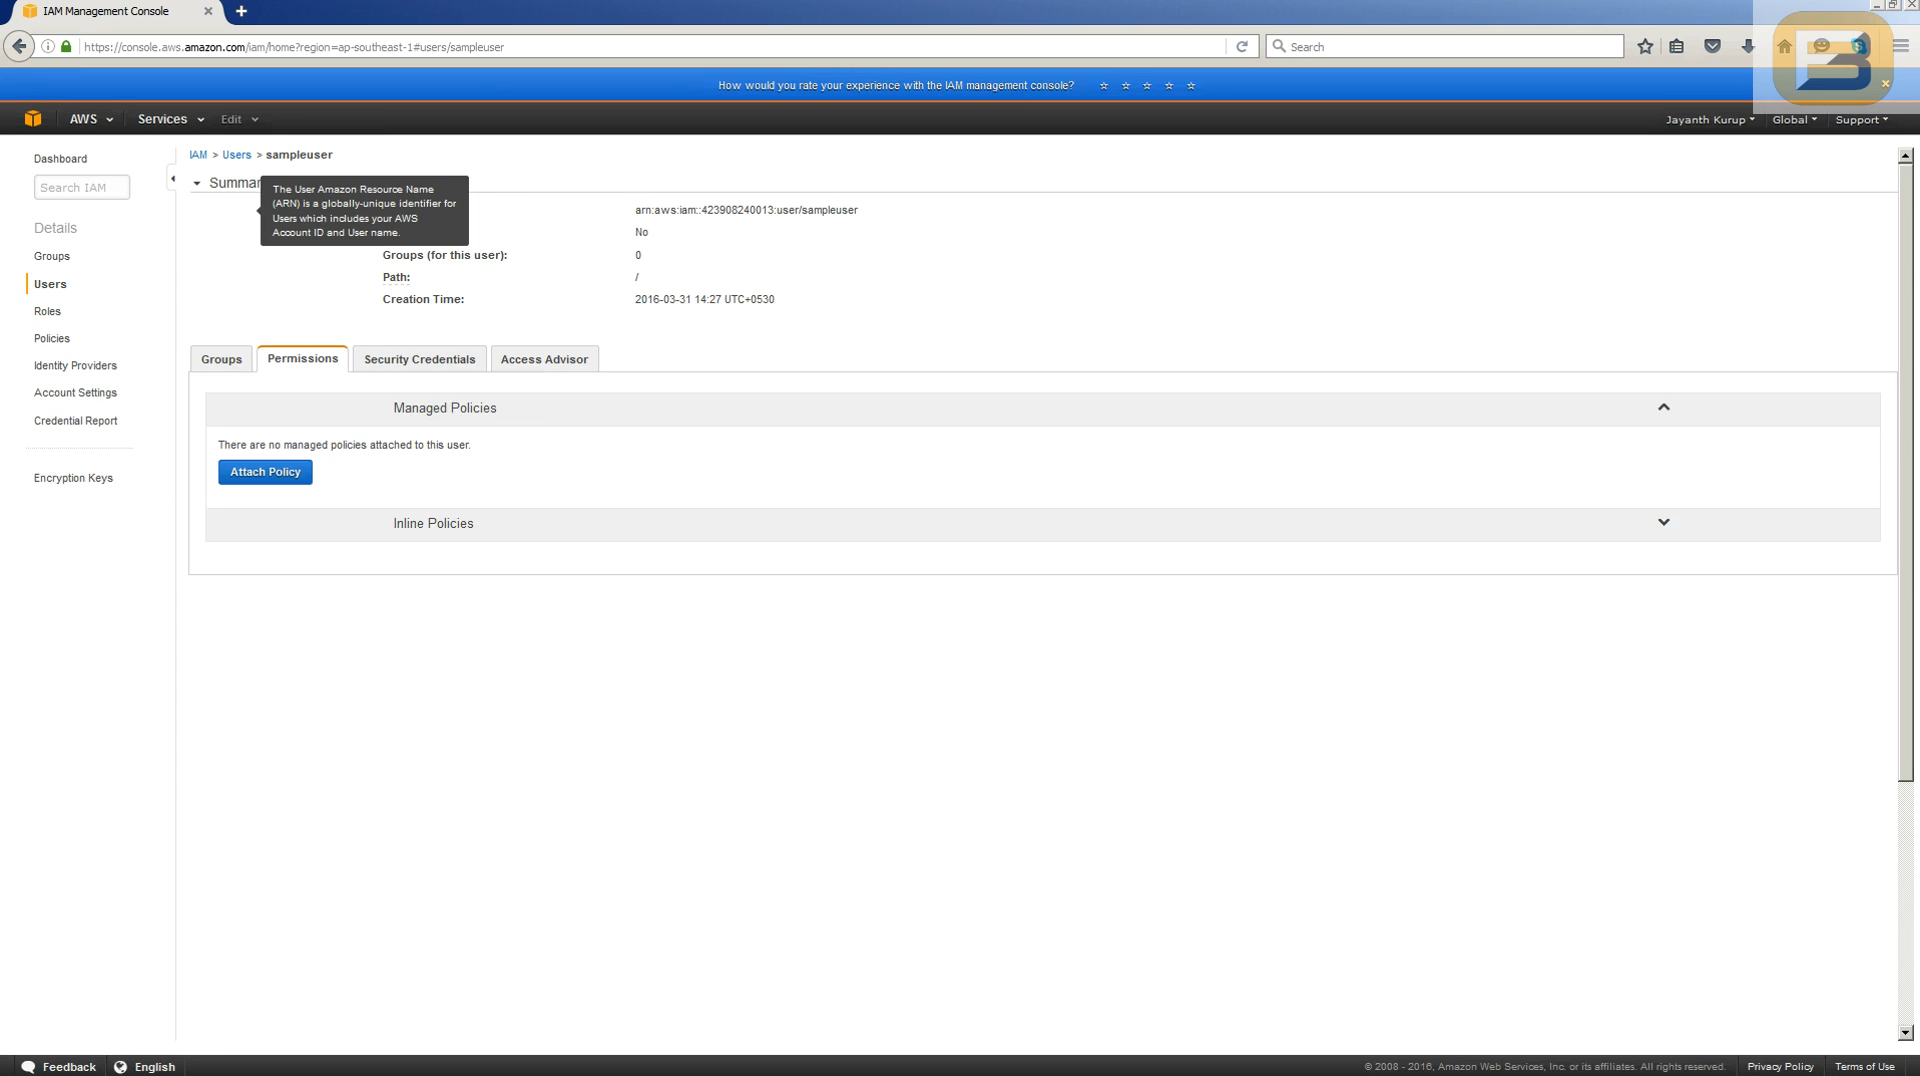 IAM Management Console
https://console.aws.amazon.com/iam/home?region=ap-southeast-1#users/sampleuser
Search
How would you rate your experience with the IAM management console?
AWS Services Edit
Jayanth Kurup Global Support
Dashboard
Search IAM
Details
Groups
Users
Roles
Policies
Identity Providers
Account Settings
Credential Report
Encryption Keys
IAM > Users > sampleuser
Summar
The User Amazon Resource Name
(ARN) is a globally-unique identifier for
Users which includes your AWS
Account ID and User name.
arn:aws:iam::423908240013:user/sampleuser
No
Groups (for this user): 0
Path: /
Creation Time: 2016-03-31 14:27 UTC+0530
Groups Permissions Security Credentials Access Advisor
Managed Policies
There are no managed policies attached to this user.
Attach Policy
Inline Policies
Feedback English
© 2008 - 2016, Amazon Web Services, Inc. or its affiliates. All rights reserved. Privacy Policy Terms of Use